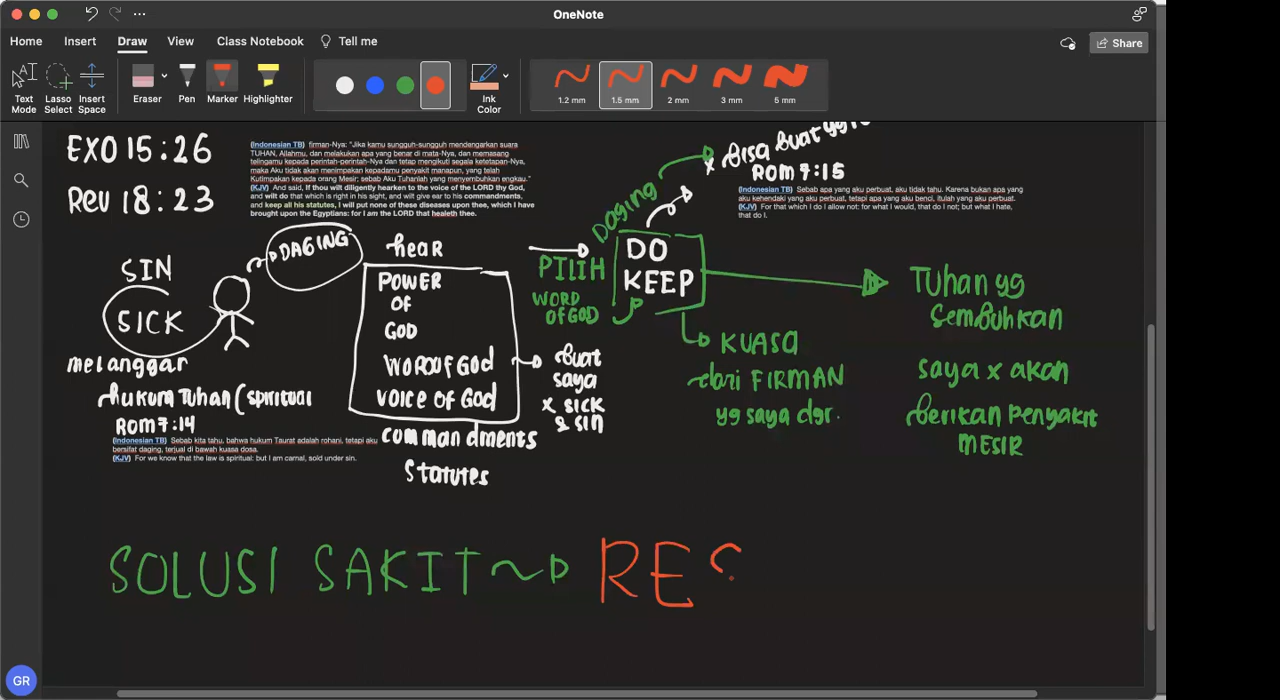 OneNote
Home Insert Draw View Class Notebook Tell me
Share
Text Mode
Lasso Select
Insert Space
Eraser
Pen
Marker
Highlighter
Ink Color
1.2 mm
1.5 mm
2 mm
3 mm
5 mm
EXO 15:26
Rev 18:23
(Indonesian TB) firman-Nya: "Jika kamu sungguh-sungguh mendengarkan suara
TUHAN, Allahmu, dan melakukan apa yang benar di mata-Nya, dan memasang
telingamu kepada perintah-perintah-Nya dan tetap mengikuti segala ketetapan-Nya,
maka Aku tidak akan menimpakan kepadamu penyakit manapun, yang telah
Kutimpakan kepada orang Mesir; sebab Aku Tuhanlah yang menyembuhkan engkau."
(KJV) And said, If thou wilt diligently hearken to the voice of the LORD thy God,
and wilt do that which is right in his sight, and wilt give ear to his commandments,
and keep all his statutes, I will put none of these diseases upon thee, which I have
brought upon the Egyptians: for I am the LORD that healeth thee.
x Bisa buat yg
ROM 7:15
(Indonesian TB) Sebab apa yang aku perbuat, aku tidak tahu. Karena bukan apa yang
aku kehendaki yang aku perbuat, tetapi apa yang aku benci, itulah yang aku perbuat.
(KJV) For that which I do I allow not: for what I would, that do I not; but what I hate,
that do I.
SIN
SICK
DAGING
melanggar
hukum Tuhan (spiritual
ROM 7:14
(Indonesian TB) Sebab kita tahu, bahwa hukum Taurat adalah rohani, tetapi aku
bersifat daging, terjual di bawah kuasa dosa.
(KJV) For we know that the law is spiritual: but I am carnal, sold under sin.
hear
POWER
OF
GOD
WORD OF GOD
VOICE OF GOD
commandments
Statutes
buat
saya
x SICK
& SIN
Daging
PILIH
WORD
OF GOD
DO
KEEP
KUASA
dari FIRMAN
yg saya dgr.
TUHAN yg
sembuhkan
saya x akan
berikan penyakit
MESIR
SOLUSI SAKIT
RES
GR